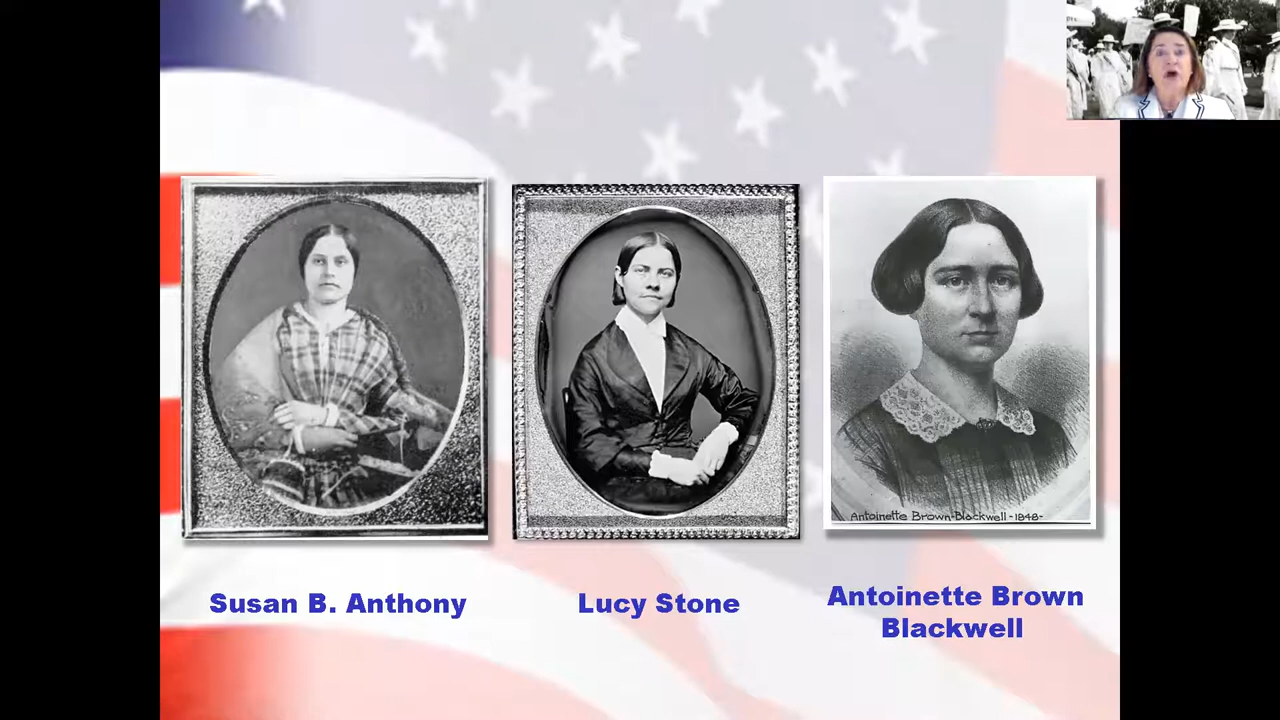 Antoinette Brown-Blackwell-1848-
Susan B. Anthony
Lucy Stone
Antoinette Brown
Blackwell